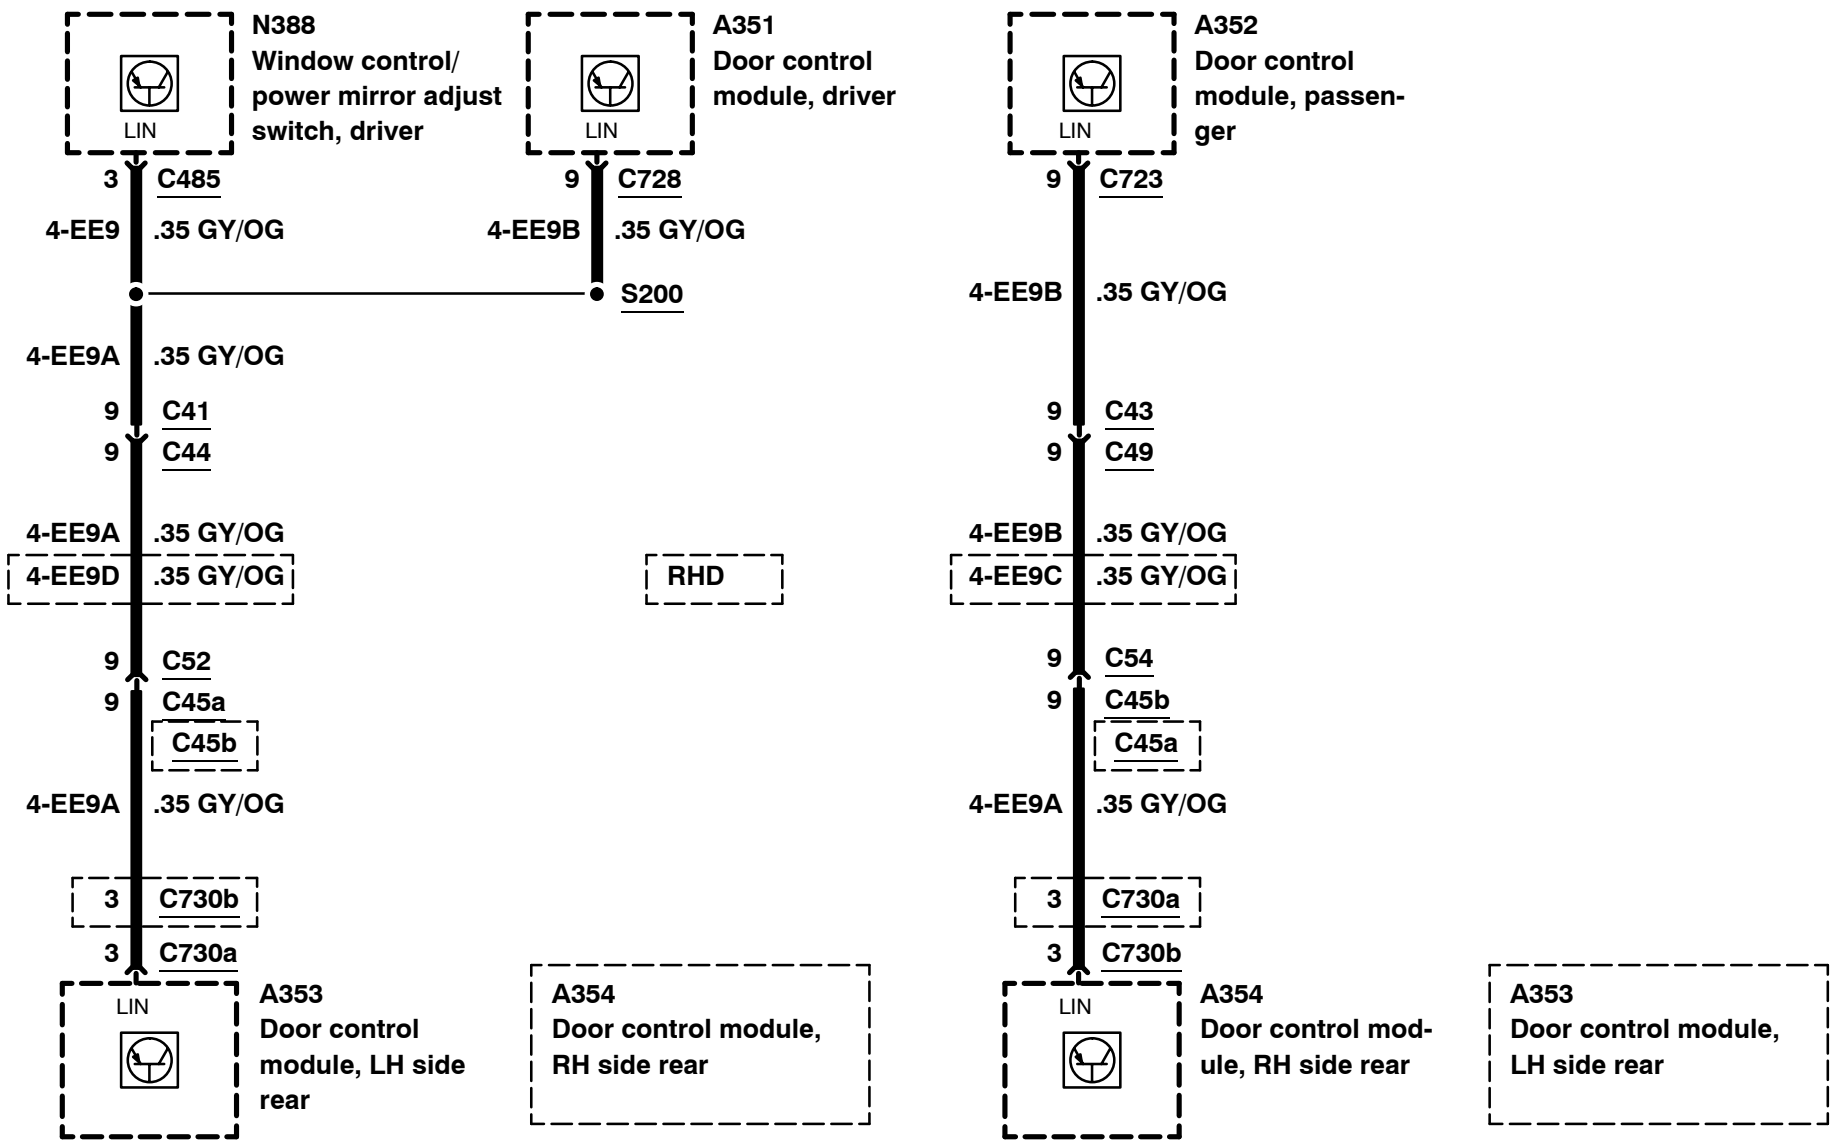 N388
Window control/
power mirror adjust
switch, driver
LIN
A351
Door control
module, driver
LIN
A352
Door control
module, passen-
ger
LIN
3 C485
9 C728
9 C723
4-EE9 .35 GY/OG
4-EE9B .35 GY/OG
S200
4-EE9B .35 GY/OG
4-EE9A .35 GY/OG
9 C41
9 C43
9 C44
9 C49
4-EE9A .35 GY/OG
4-EE9B .35 GY/OG
4-EE9D .35 GY/OG
RHD
4-EE9C .35 GY/OG
9 C52
9 C54
9 C45a
9 C45b
C45b
C45a
4-EE9A .35 GY/OG
4-EE9A .35 GY/OG
3 C730b
3 C730a
3 C730a
3 C730b
LIN
A353
Door control
module, LH side
rear
A354
Door control module,
RH side rear
LIN
A354
Door control mod-
ule, RH side rear
A353
Door control module,
LH side rear